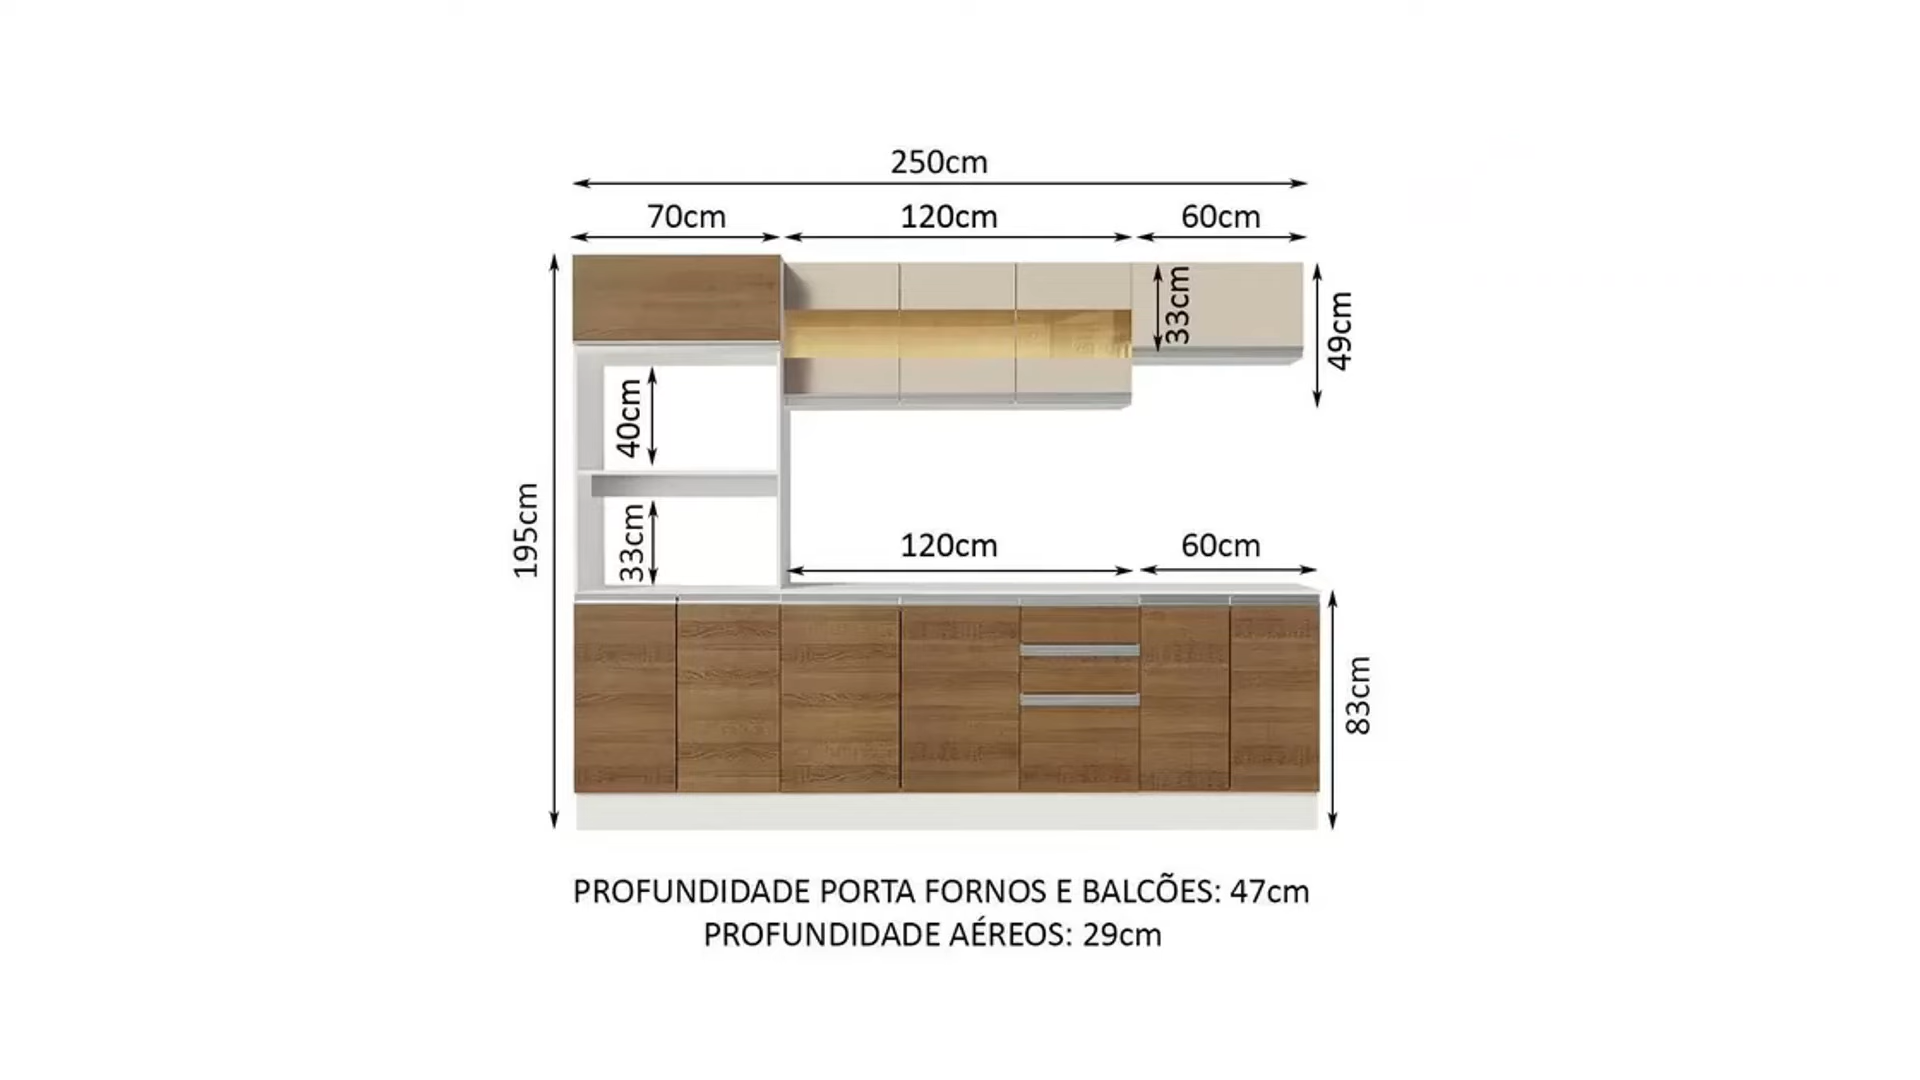 250cm
70cm
120cm
60cm
33cm
49cm
40cm
195cm
33cm
120cm
60cm
83cm
PROFUNDIDADE PORTA FORNOS E BALCÕES: 47cm
PROFUNDIDADE AÉREOS: 29cm